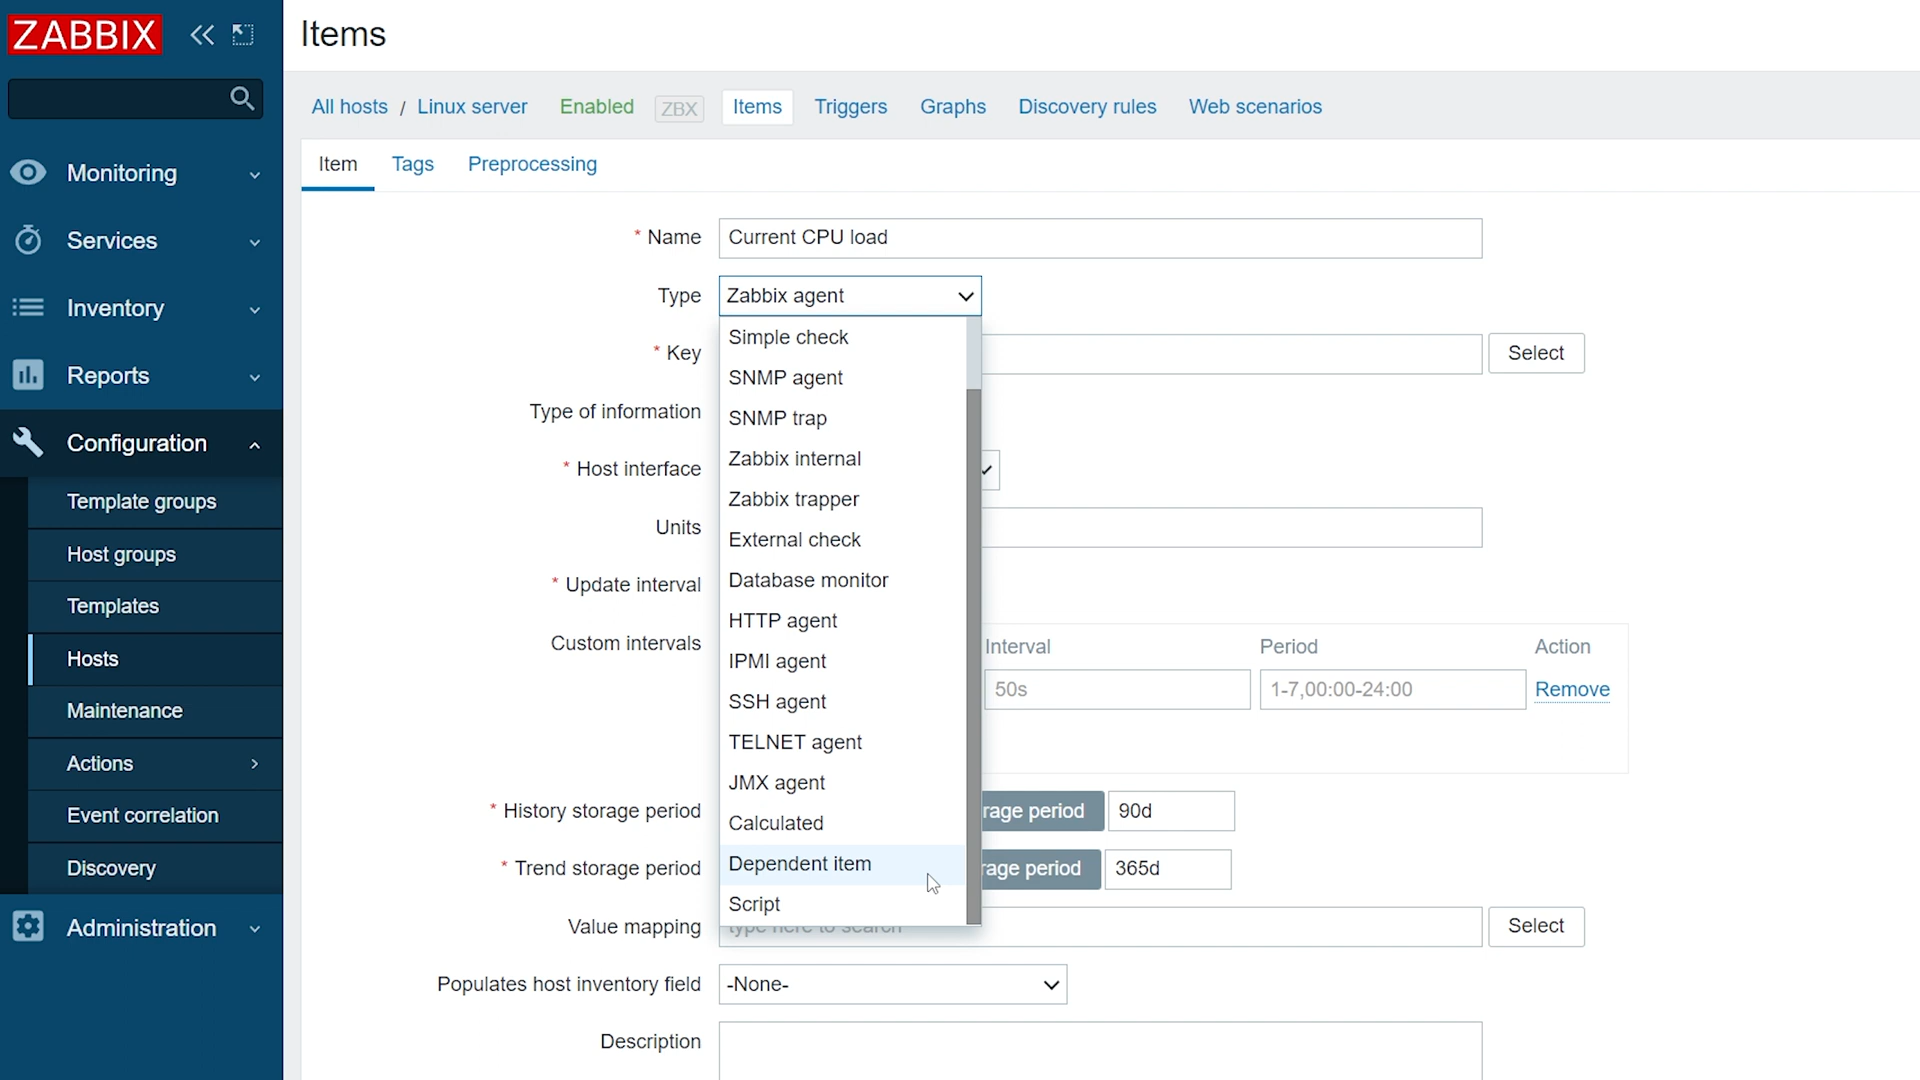 ZABBIX
Monitoring
Services
Inventory
Reports
Configuration
Template groups
Host groups
Templates
Hosts
Maintenance
Actions
Event correlation
Discovery
Administration
Items
All hosts / Linux server Enabled ZBX Items Triggers Graphs Discovery rules Web scenarios
Item Tags Preprocessing
* Name Current CPU load
Type Zabbix agent
Simple check
* Key Select
SNMP agent
Type of information
SNMP trap
Zabbix internal
* Host interface
Zabbix trapper
Units
External check
* Update interval
Database monitor
HTTP agent
Custom intervals Interval Period Action
IPMI agent
50s 1-7,00:00-24:00 Remove
SSH agent
TELNET agent
JMX agent
* History storage period rage period 90d
Calculated
* Trend storage period Dependent item rage period 365d
Script
Value mapping type here to search Select
Populates host inventory field -None-
Description